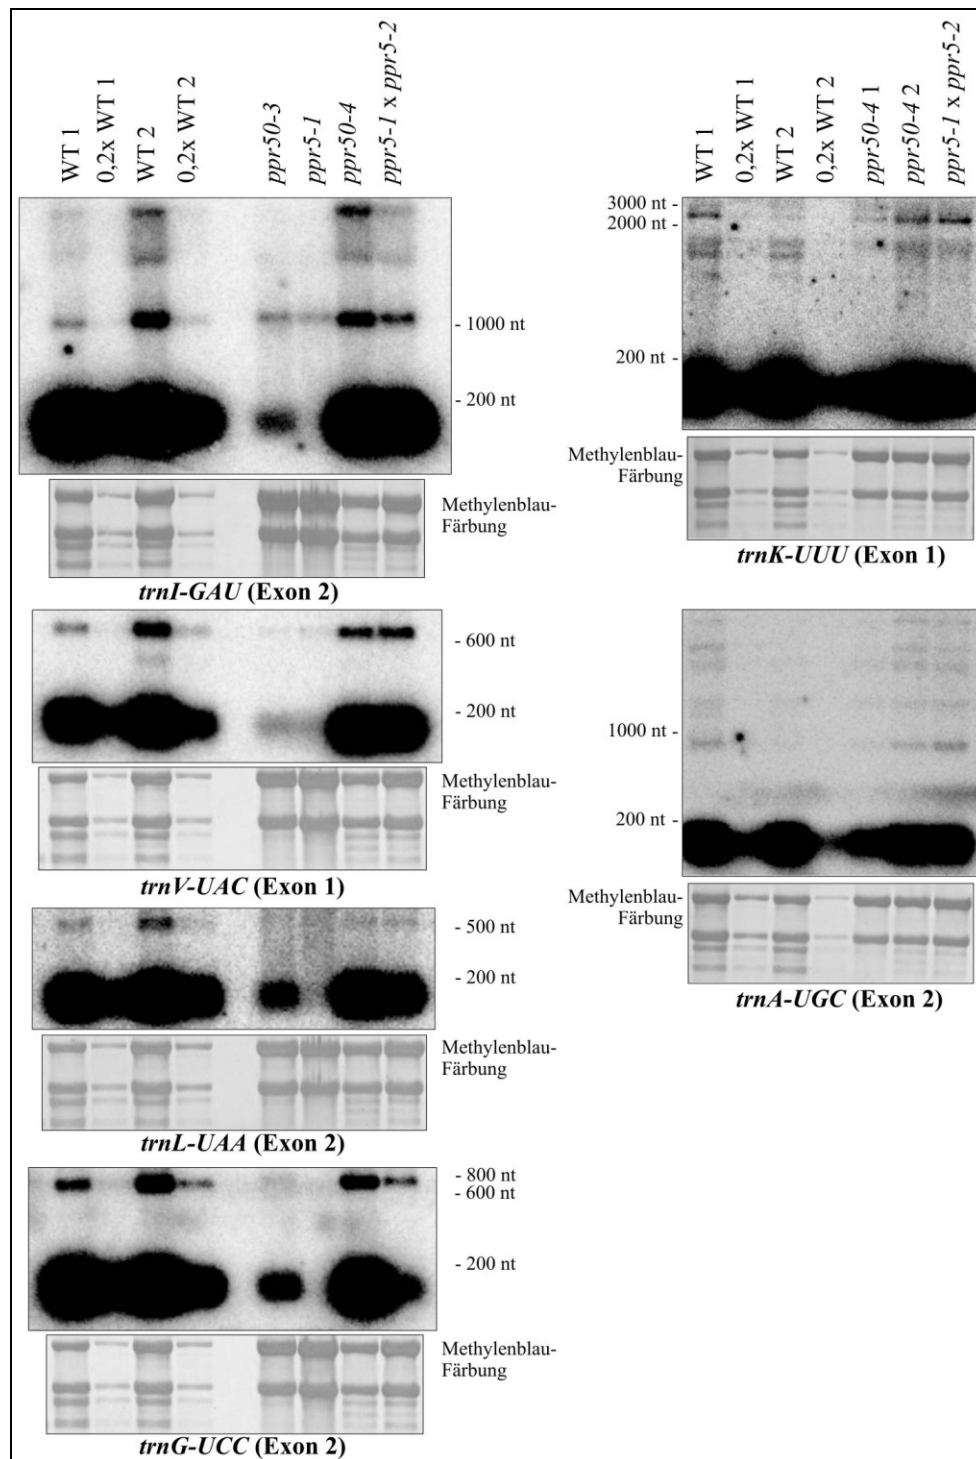 WT 1
0,2x WT 1
WT 2
0,2x WT 2
ppr50-3
ppr5-1
ppr50-4
ppr5-1 x ppr5-2
- 1000 nt
- 200 nt
Methylenblau-
Färbung
trnI-GAU (Exon 2)
- 600 nt
- 200 nt
Methylenblau-
Färbung
trnV-UAC (Exon 1)
- 500 nt
- 200 nt
Methylenblau-
Färbung
trnL-UAA (Exon 2)
- 800 nt
- 600 nt
- 200 nt
Methylenblau-
Färbung
trnG-UCC (Exon 2)
WT 1
0,2x WT 1
WT 2
0,2x WT 2
ppr50-4 1
ppr50-4 2
ppr5-1 x ppr5-2
3000 nt -
2000 nt -
200 nt -
Methylenblau-
Färbung
trnK-UUU (Exon 1)
1000 nt -
200 nt -
Methylenblau-
Färbung
trnA-UGC (Exon 2)